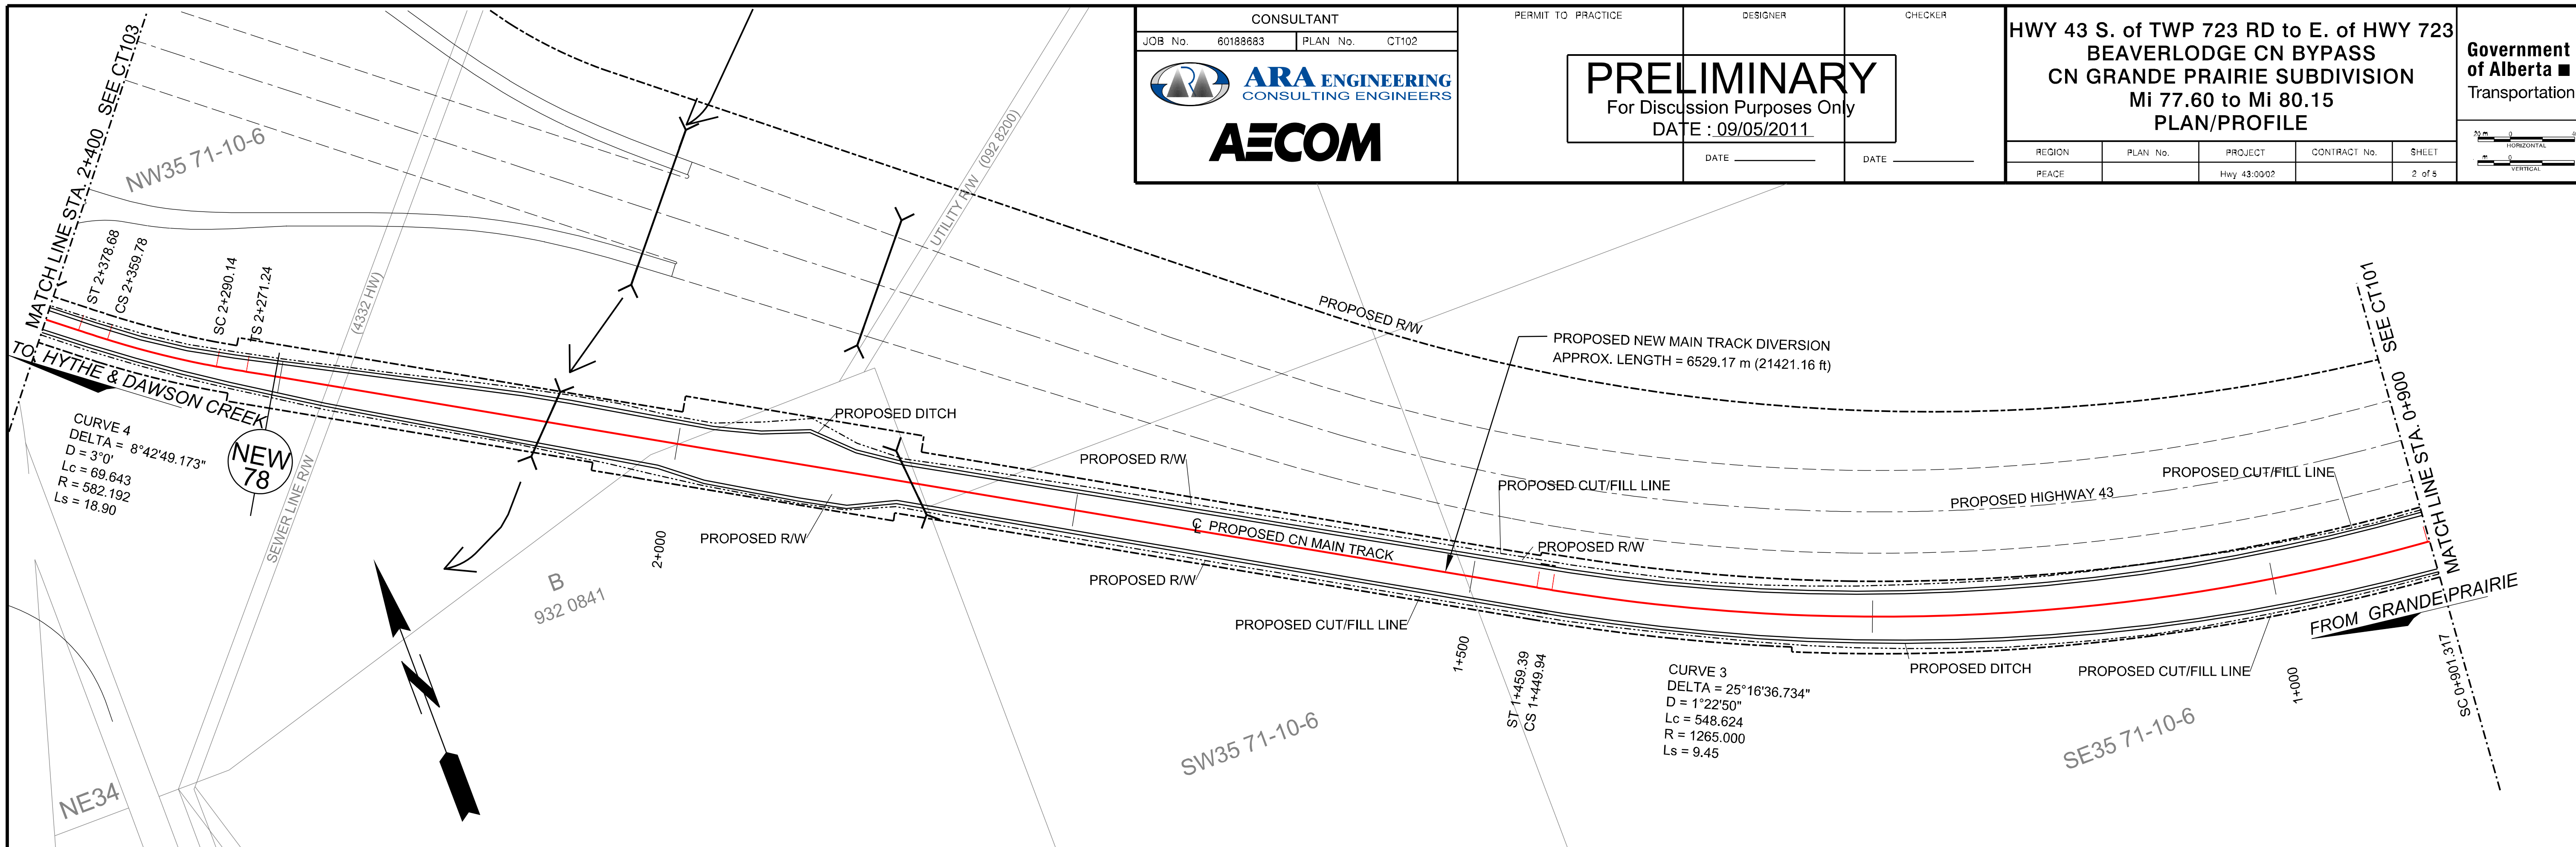 CONSULTANT
JOB No. 60188683 PLAN No. CT102
ARA ENGINEERING
CONSULTING ENGINEERS
AECOM
PERMIT TO PRACTICE
DESIGNER
CHECKER
PRELIMINARY
For Discussion Purposes Only
DATE : 09/05/2011
DATE
DATE
HWY 43 S. of TWP 723 RD to E. of HWY 723
BEAVERLODGE CN BYPASS
CN GRANDE PRAIRIE SUBDIVISION
Mi 77.60 to Mi 80.15
PLAN/PROFILE
REGION PLAN No. PROJECT CONTRACT No. SHEET
PEACE Hwy 43:00/02 2 of 5
Government
of Alberta
Transportation
HORIZONTAL
VERTICAL
MATCH LINE STA. 2+400 SEE CT103
NW35 71-10-6
ST 2+378.68
CS 2+359.78
SC 2+290.14
TS 2+271.24
(4332 HW)
UTILITY R/W (092 8200)
TO HYTHE & DAWSON CREEK
CURVE 4
DELTA = 8°42'49.173"
D = 3°0'
Lc = 69.643
R = 582.192
Ls = 18.90
NEW
78
SEWER LINE R/W
NE34
B
932 0841
2+000
PROPOSED DITCH
PROPOSED R/W
PROPOSED R/W
PROPOSED R/W
PROPOSED R/W
℄ PROPOSED CN MAIN TRACK
PROPOSED NEW MAIN TRACK DIVERSION
APPROX. LENGTH = 6529.17 m (21421.16 ft)
PROPOSED CUT/FILL LINE
PROPOSED R/W
PROPOSED CUT/FILL LINE
1+500
ST 1+459.39
CS 1+449.94
SW35 71-10-6
CURVE 3
DELTA = 25°16'36.734"
D = 1°22'50"
Lc = 548.624
R = 1265.000
Ls = 9.45
PROPOSED HIGHWAY 43
PROPOSED CUT/FILL LINE
PROPOSED DITCH
PROPOSED CUT/FILL LINE
1+000
SE35 71-10-6
FROM GRANDE PRAIRIE
MATCH LINE STA. 0+900 SEE CT101
SC 0+901.317